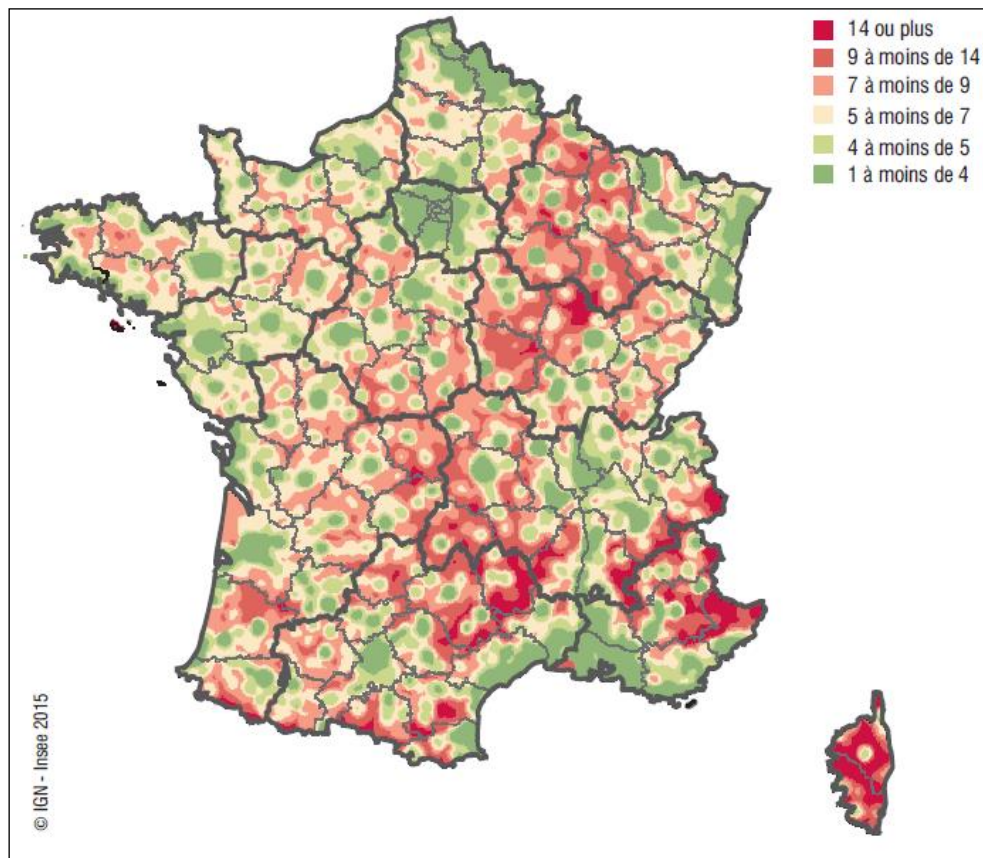 14 ou plus
9 à moins de 14
7 à moins de 9
5 à moins de 7
4 à moins de 5
1 à moins de 4
© IGN - Insee 2015